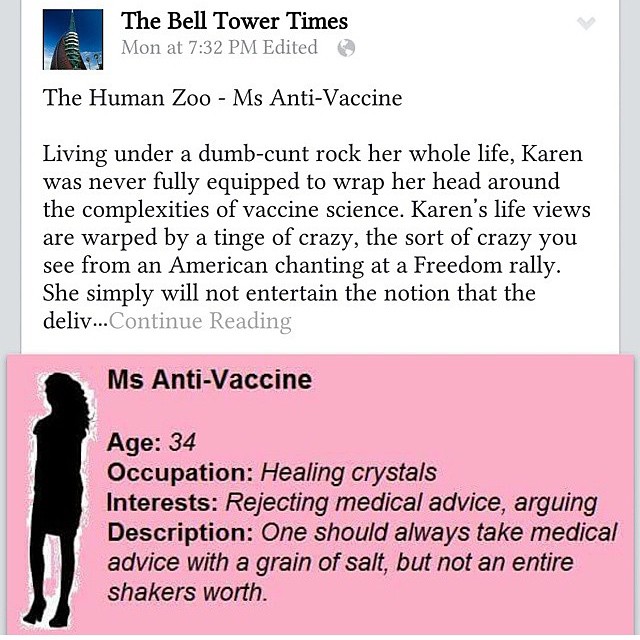 The Bell Tower Times
Mon at 7:32 PM Edited
The Human Zoo - Ms Anti-Vaccine
Living under a dumb-cunt rock her whole life, Karen
was never fully equipped to wrap her head around
the complexities of vaccine science. Karen's life views
are warped by a tinge of crazy, the sort of crazy you
see from an American chanting at a Freedom rally.
She simply will not entertain the notion that the
deliv...Continue Reading
Ms Anti-Vaccine
Age: 34
Occupation: Healing crystals
Interests: Rejecting medical advice, arguing
Description: One should always take medical
advice with a grain of salt, but not an entire
shakers worth.